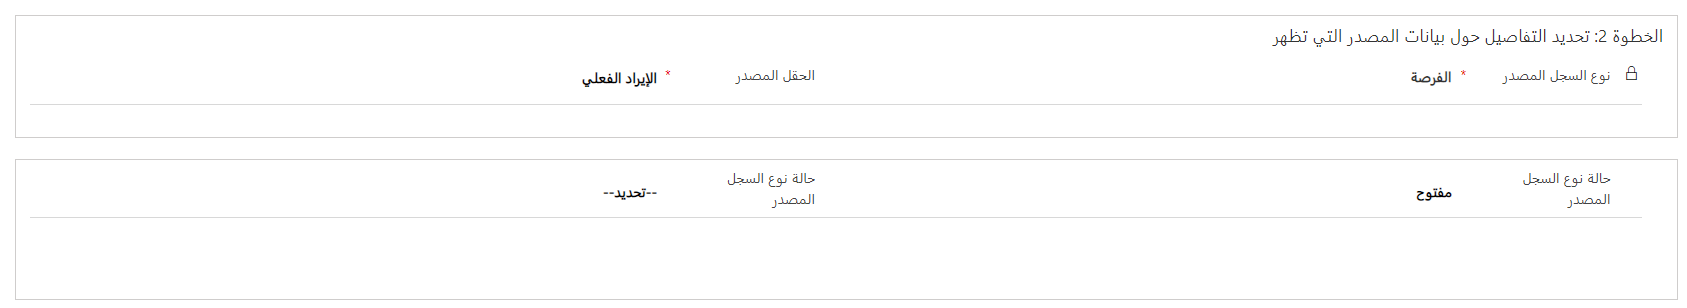 الخطوة 2: تحديد التفاصيل حول بيانات المصدر التي تظهر
نوع السجل المصدر * الفرصة
الحقل المصدر * الإيراد الفعلي
حالة نوع السجل
المصدر
مفتوح
حالة نوع السجل
المصدر
--تحديد--